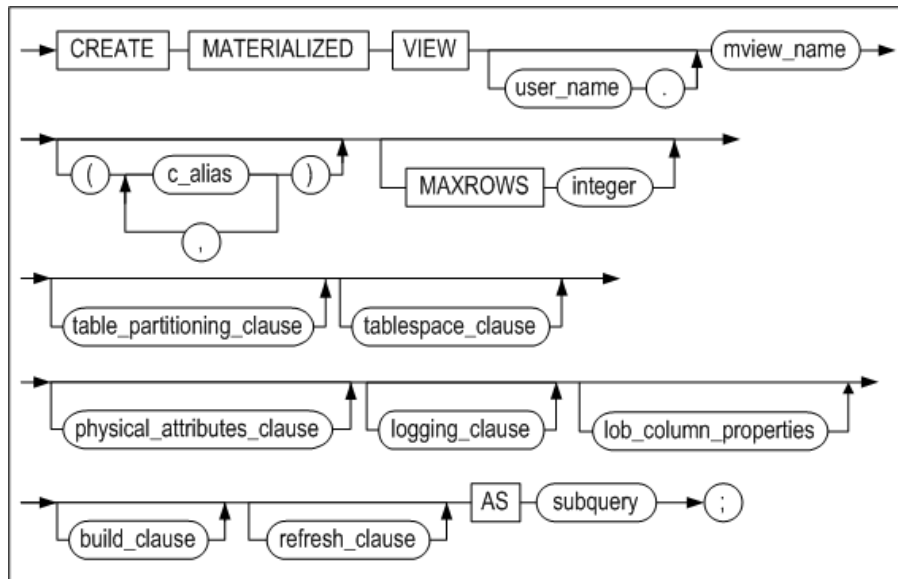 CREATE MATERIALIZED VIEW mview_name
user_name .
( c_alias )
MAXROWS integer
,
table_partitioning_clause tablespace_clause
physical_attributes_clause logging_clause lob_column_properties
AS subquery ;
build_clause refresh_clause